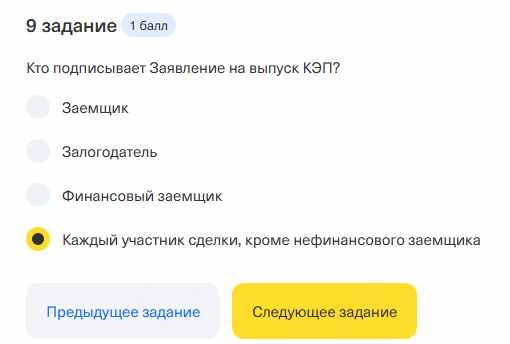 9 задание 1 балл
Кто подписывает Заявление на выпуск КЭП?
Заемщик
Залогодатель
Финансовый заемщик
Каждый участник сделки, кроме нефинансового заемщика
Предыдущее задание Следующее задание